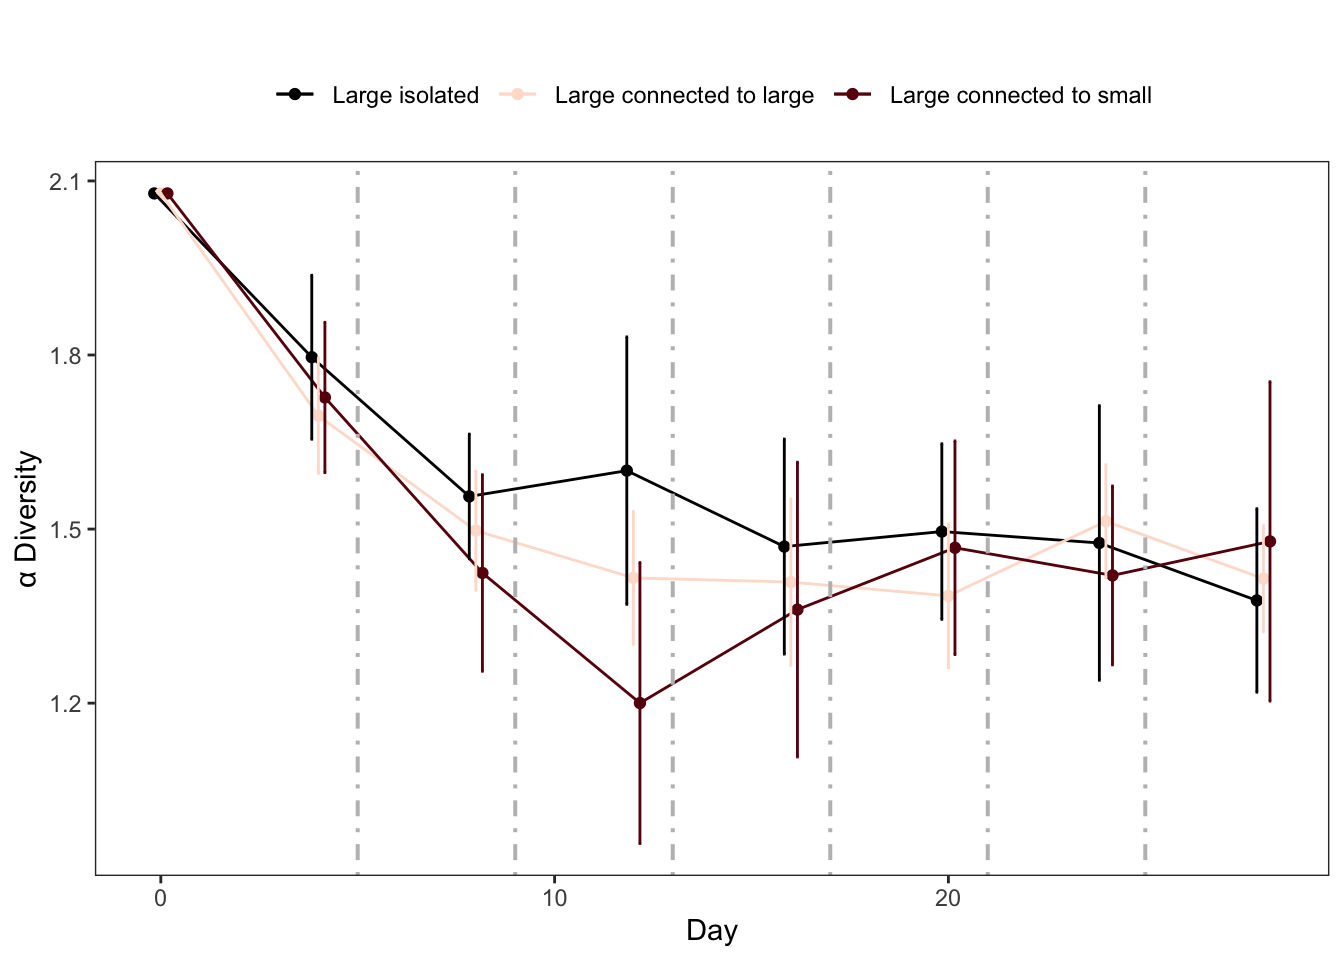 Large isolated Large connected to large Large connected to small
2.1
1.8
1.5
1.2
α Diversity
0 10 20
Day